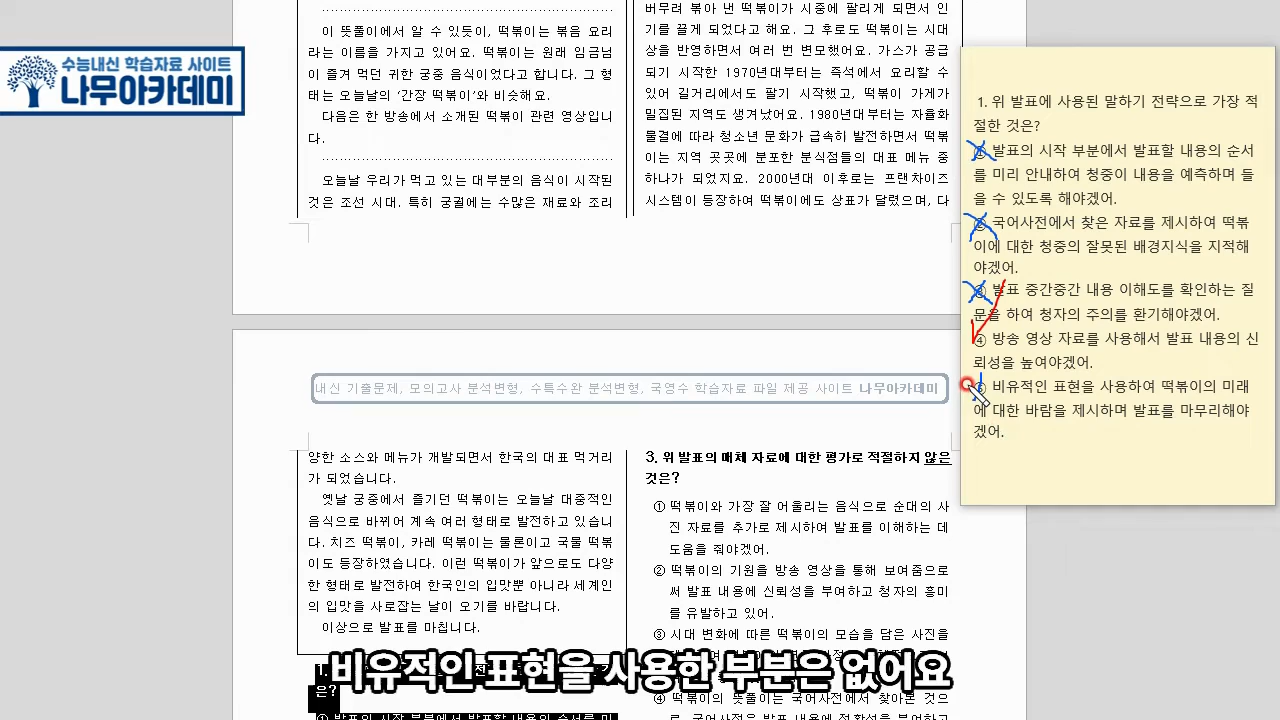 수능내신 학습자료 사이트
나무아카데미
이 뜻풀이에서 알 수 있듯이, 떡볶이는 볶음 요리
라는 이름을 가지고 있어요. 떡볶이는 원래 임금님
이 즐겨 먹던 귀한 궁중 음식이었다고 합니다. 그 형
태는 오늘날의 ‘간장 떡볶이’와 비슷해요.
다음은 한 방송에서 소개된 떡볶이 관련 영상입니
다.
오늘날 우리가 먹고 있는 대부분의 음식이 시작된
것은 조선 시대. 특히 궁궐에는 수많은 재료와 조리
버무려 볶아 낸 떡볶이가 시중에 팔리게 되면서 인
기를 끌게 되었다고 해요. 그 후로도 떡볶이는 시대
상을 반영하면서 여러 번 변모했어요. 가스가 공급
되기 시작한 1970년대부터는 즉석에서 요리할 수
있어 길거리에서도 팔기 시작했고, 떡볶이 가게가
밀집된 지역도 생겨났어요. 1980년대부터는 자율화
물결에 따라 청소년 문화가 급속히 발전하면서 떡볶
이는 지역 곳곳에 분포한 분식점들의 대표 메뉴 중
하나가 되었지요. 2000년대 이후로는 프랜차이즈
시스템이 등장하여 떡볶이에도 상표가 달렸으며, 다
1. 위 발표에 사용된 말하기 전략으로 가장 적
절한 것은?
① 발표의 시작 부분에서 발표할 내용의 순서
를 미리 안내하여 청중이 내용을 예측하며 들
을 수 있도록 해야겠어.
② 국어사전에서 찾은 자료를 제시하여 떡볶
이에 대한 청중의 잘못된 배경지식을 지적해
야겠어.
③ 발표 중간중간 내용 이해도를 확인하는 질
문을 하여 청자의 주의를 환기해야겠어.
④ 방송 영상 자료를 사용해서 발표 내용의 신
뢰성을 높여야겠어.
⑤ 비유적인 표현을 사용하여 떡볶이의 미래
에 대한 바람을 제시하며 발표를 마무리해야
겠어.
내신 기출문제, 모의고사 분석변형, 수특수완 분석변형, 국영수 학습자료 파일 제공 사이트 나무아카데미
양한 소스와 메뉴가 개발되면서 한국의 대표 먹거리
가 되었습니다.
옛날 궁중에서 즐기던 떡볶이는 오늘날 대중적인
음식으로 바뀌어 계속 여러 형태로 발전하고 있습니
다. 치즈 떡볶이, 카레 떡볶이는 물론이고 국물 떡볶
이도 등장하였습니다. 이런 떡볶이가 앞으로도 다양
한 형태로 발전하여 한국인의 입맛뿐 아니라 세계인
의 입맛을 사로잡는 날이 오기를 바랍니다.
이상으로 발표를 마칩니다.
은?
① 발표의 시작 부분에서 발표할 내용의 순서를 미
3. 위 발표의 매체 자료에 대한 평가로 적절하지 않은
것은?
① 떡볶이와 가장 잘 어울리는 음식으로 순대의 사
진 자료를 추가로 제시하여 발표를 이해하는 데
도움을 줘야겠어.
② 떡볶이의 기원을 방송 영상을 통해 보여줌으로
써 발표 내용에 신뢰성을 부여하고 청자의 흥미
를 유발하고 있어.
③ 시대 변화에 따른 떡볶이의 모습을 담은 사진을
④ 떡볶이의 뜻풀이는 국어사전에서 찾아본 것으
로, 국어사전은 발표 내용에 정확성을 부여하고
비유적인 표현을 사용한 부분은 없어요